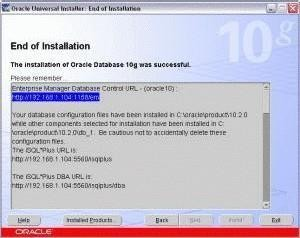 Oracle Universal Installer: End of Installation
End of Installation
10g
The installation of Oracle Database 10g was successful.
Please remember...
Enterprise Manager Database Control URL - (oracle10) :
http://192.168.1.104:1158/em
Your database configuration files have been installed in C:\oracle\product\10.2.0
while other components selected for installation have been installed in C:
\oracle\product\10.2.0\db_1. Be cautious not to accidentally delete these
configuration files.
The iSQL*Plus URL is:
http://192.168.1.104:5560/isqlplus
The iSQL*Plus DBA URL is:
http://192.168.1.104:5560/isqlplus/dba
Help
Installed Products...
Back
Next
Install
Exit
ORACLE